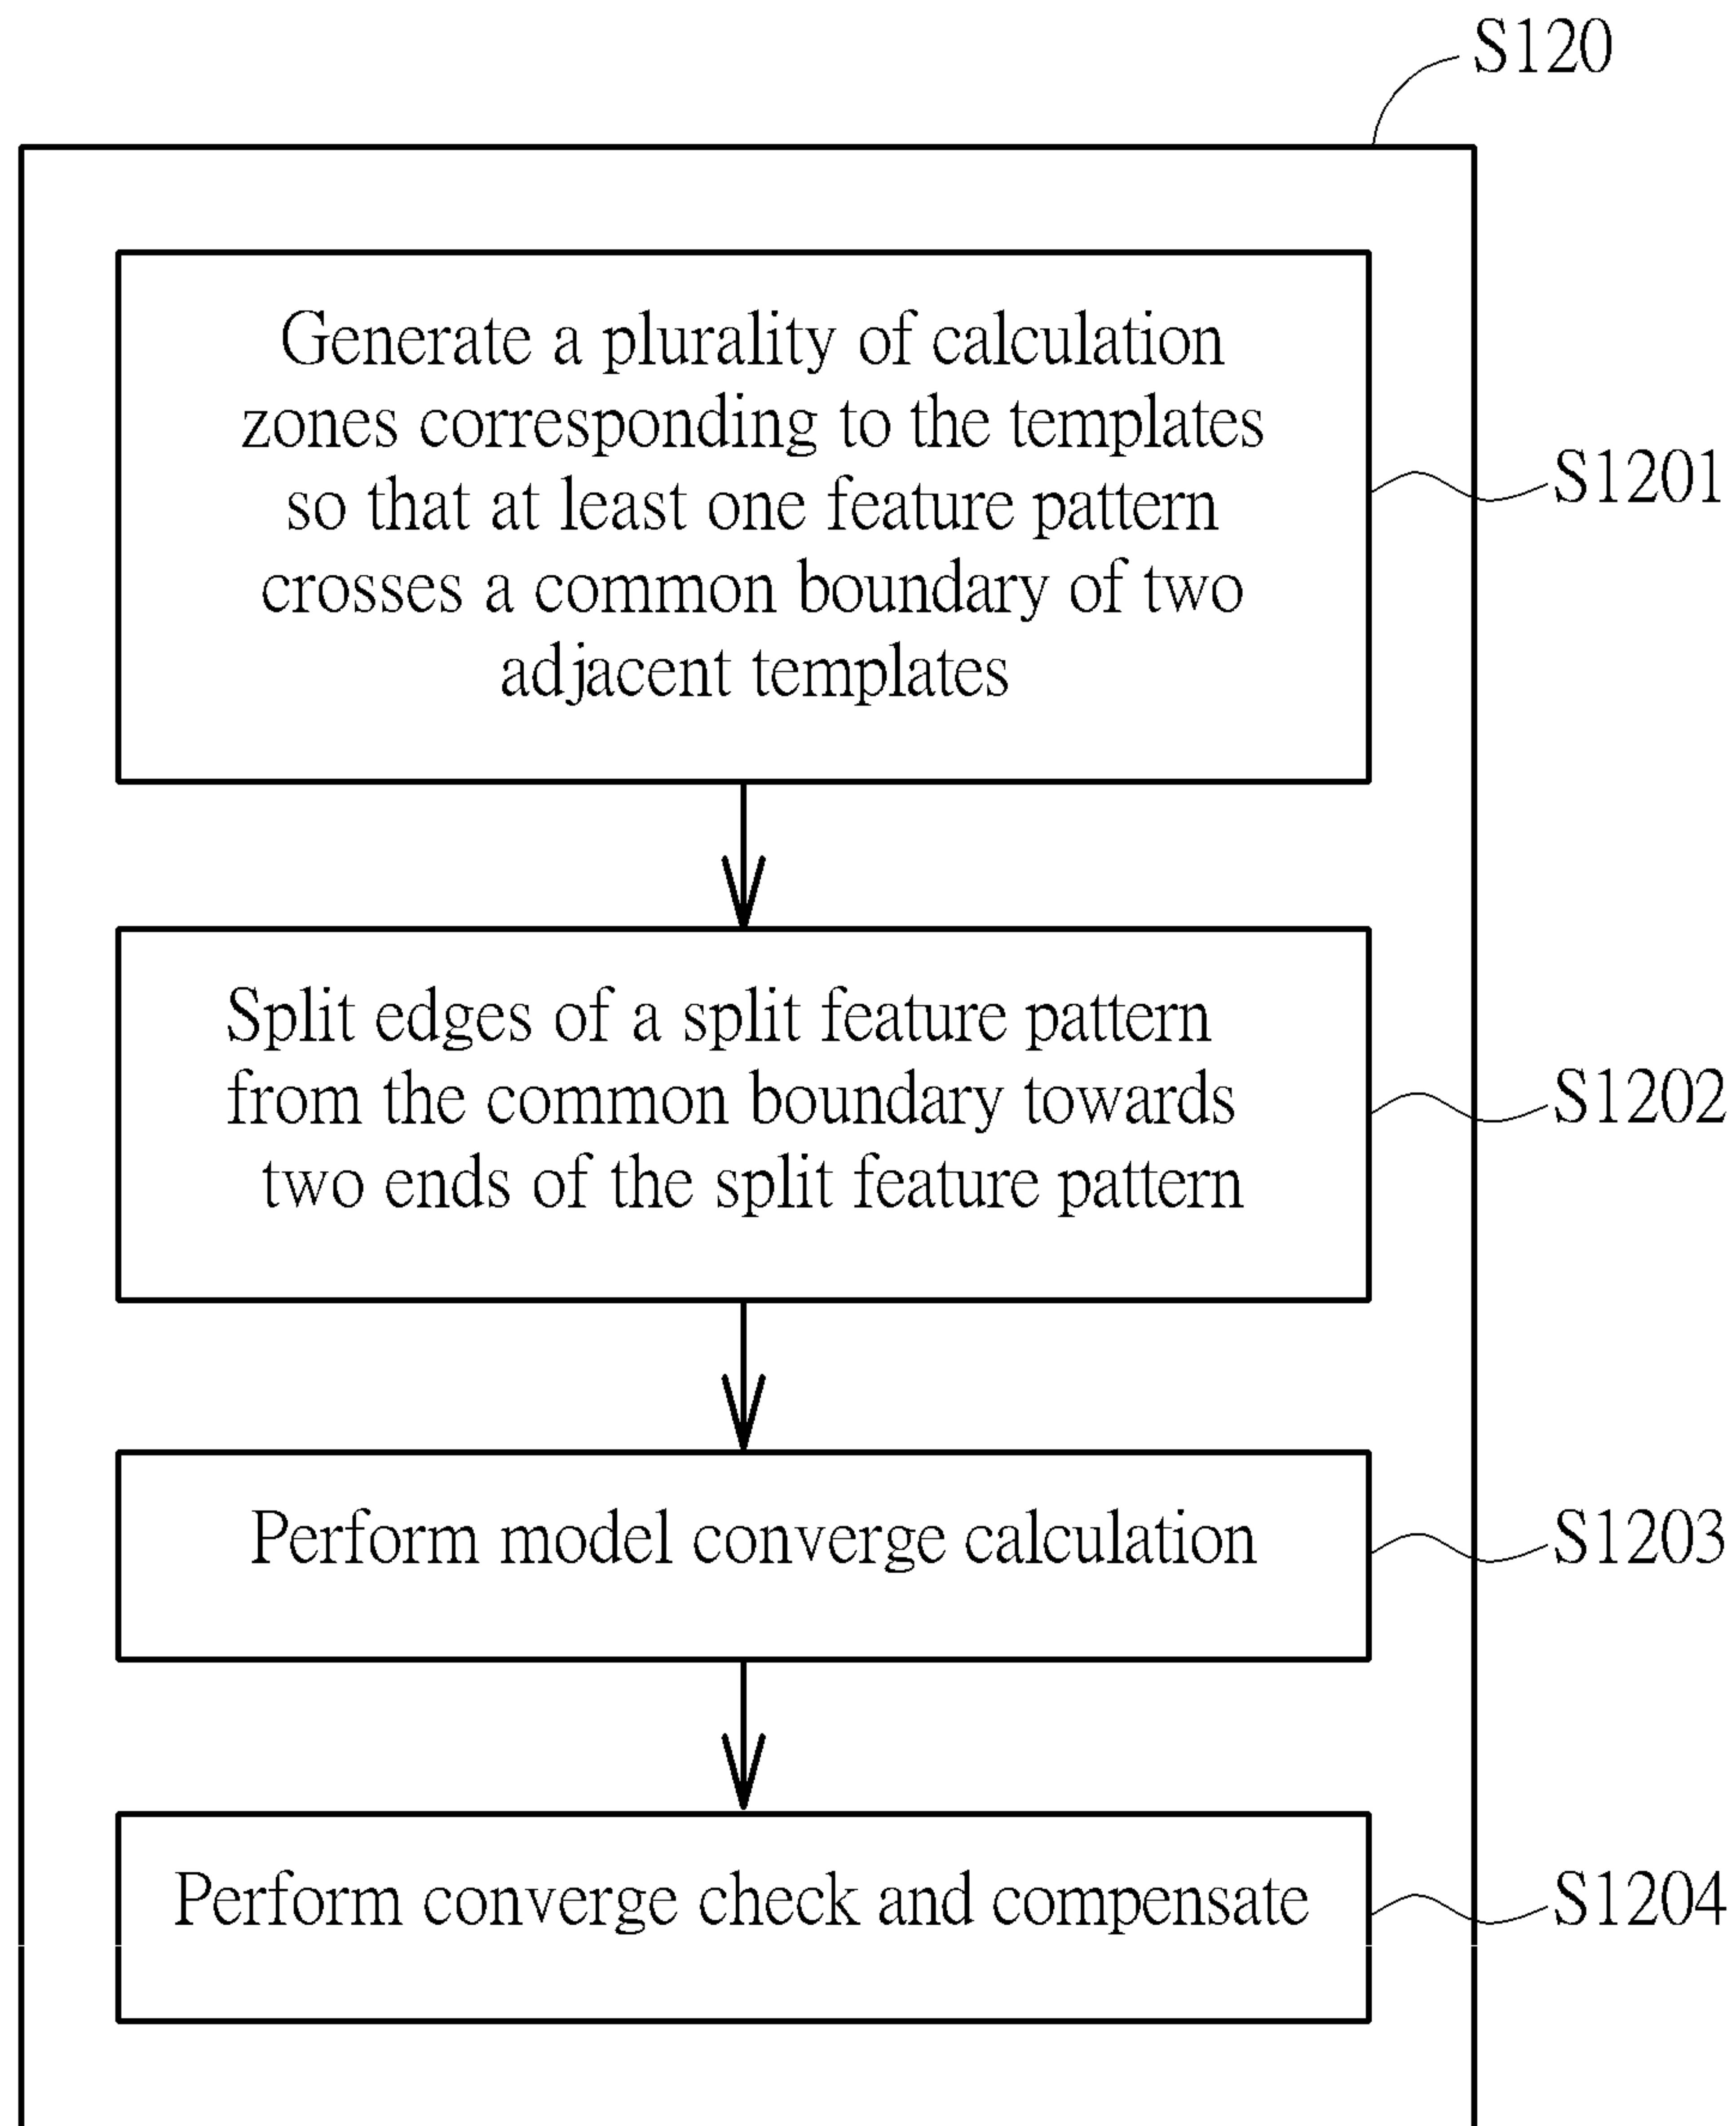 S120
Generate a plurality of calculation
zones corresponding to the templates
so that at least one feature pattern
crosses a common boundary of two
adjacent templates
S1201
Split edges of a split feature pattern
from the common boundary towards
two ends of the split feature pattern
S1202
Perform model converge calculation
S1203
Perform converge check and compensate
S1204